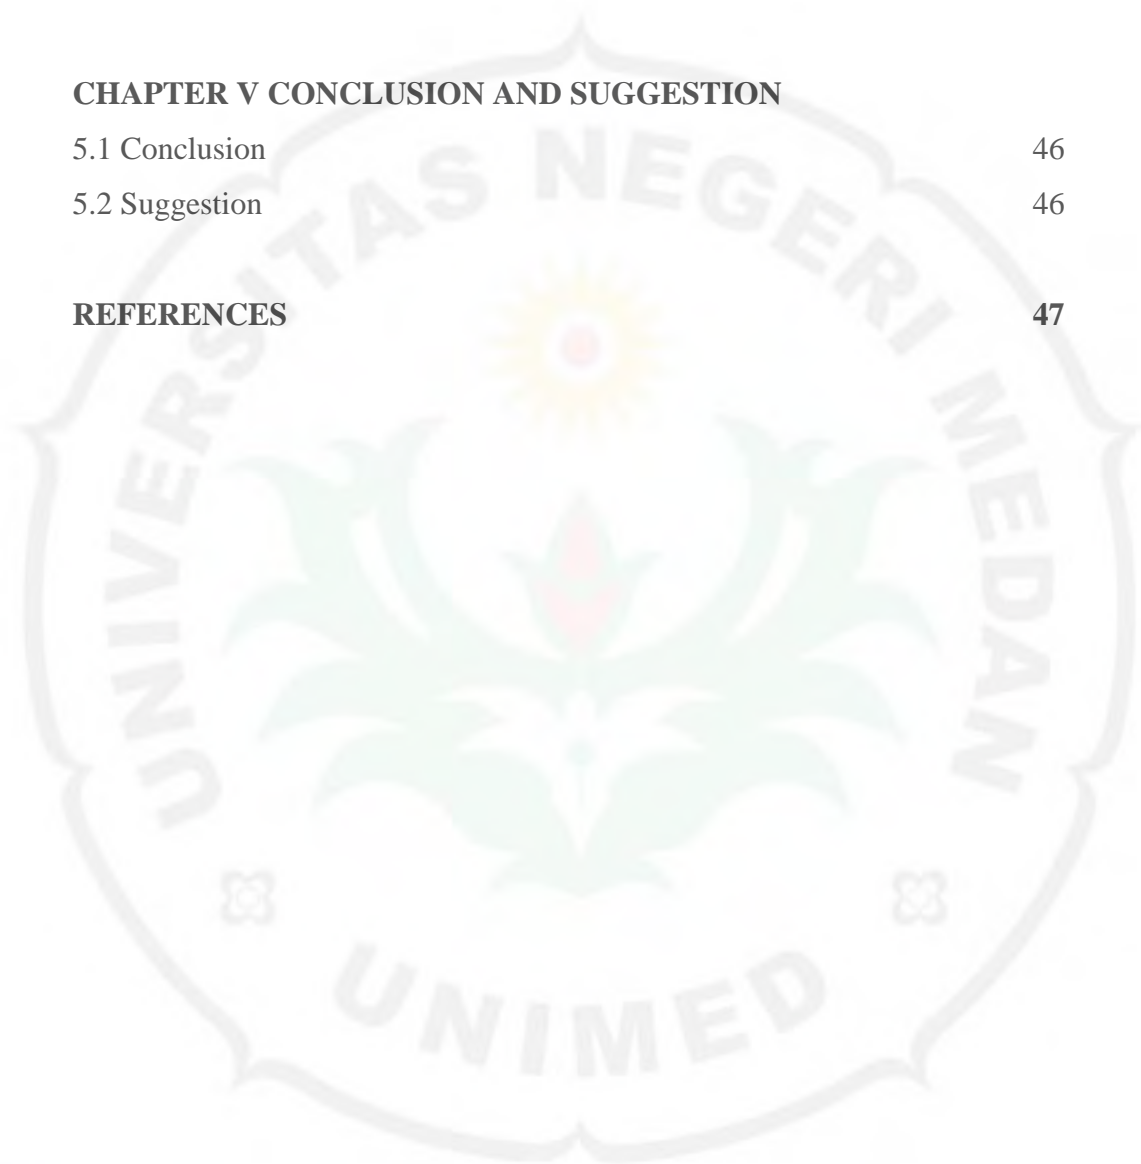 CHAPTER V CONCLUSION AND SUGGESTION
5.1 Conclusion 46
5.2 Suggestion 46
REFERENCES 47
UNIVERSITAS NEGERI MEDAN
UNIMED